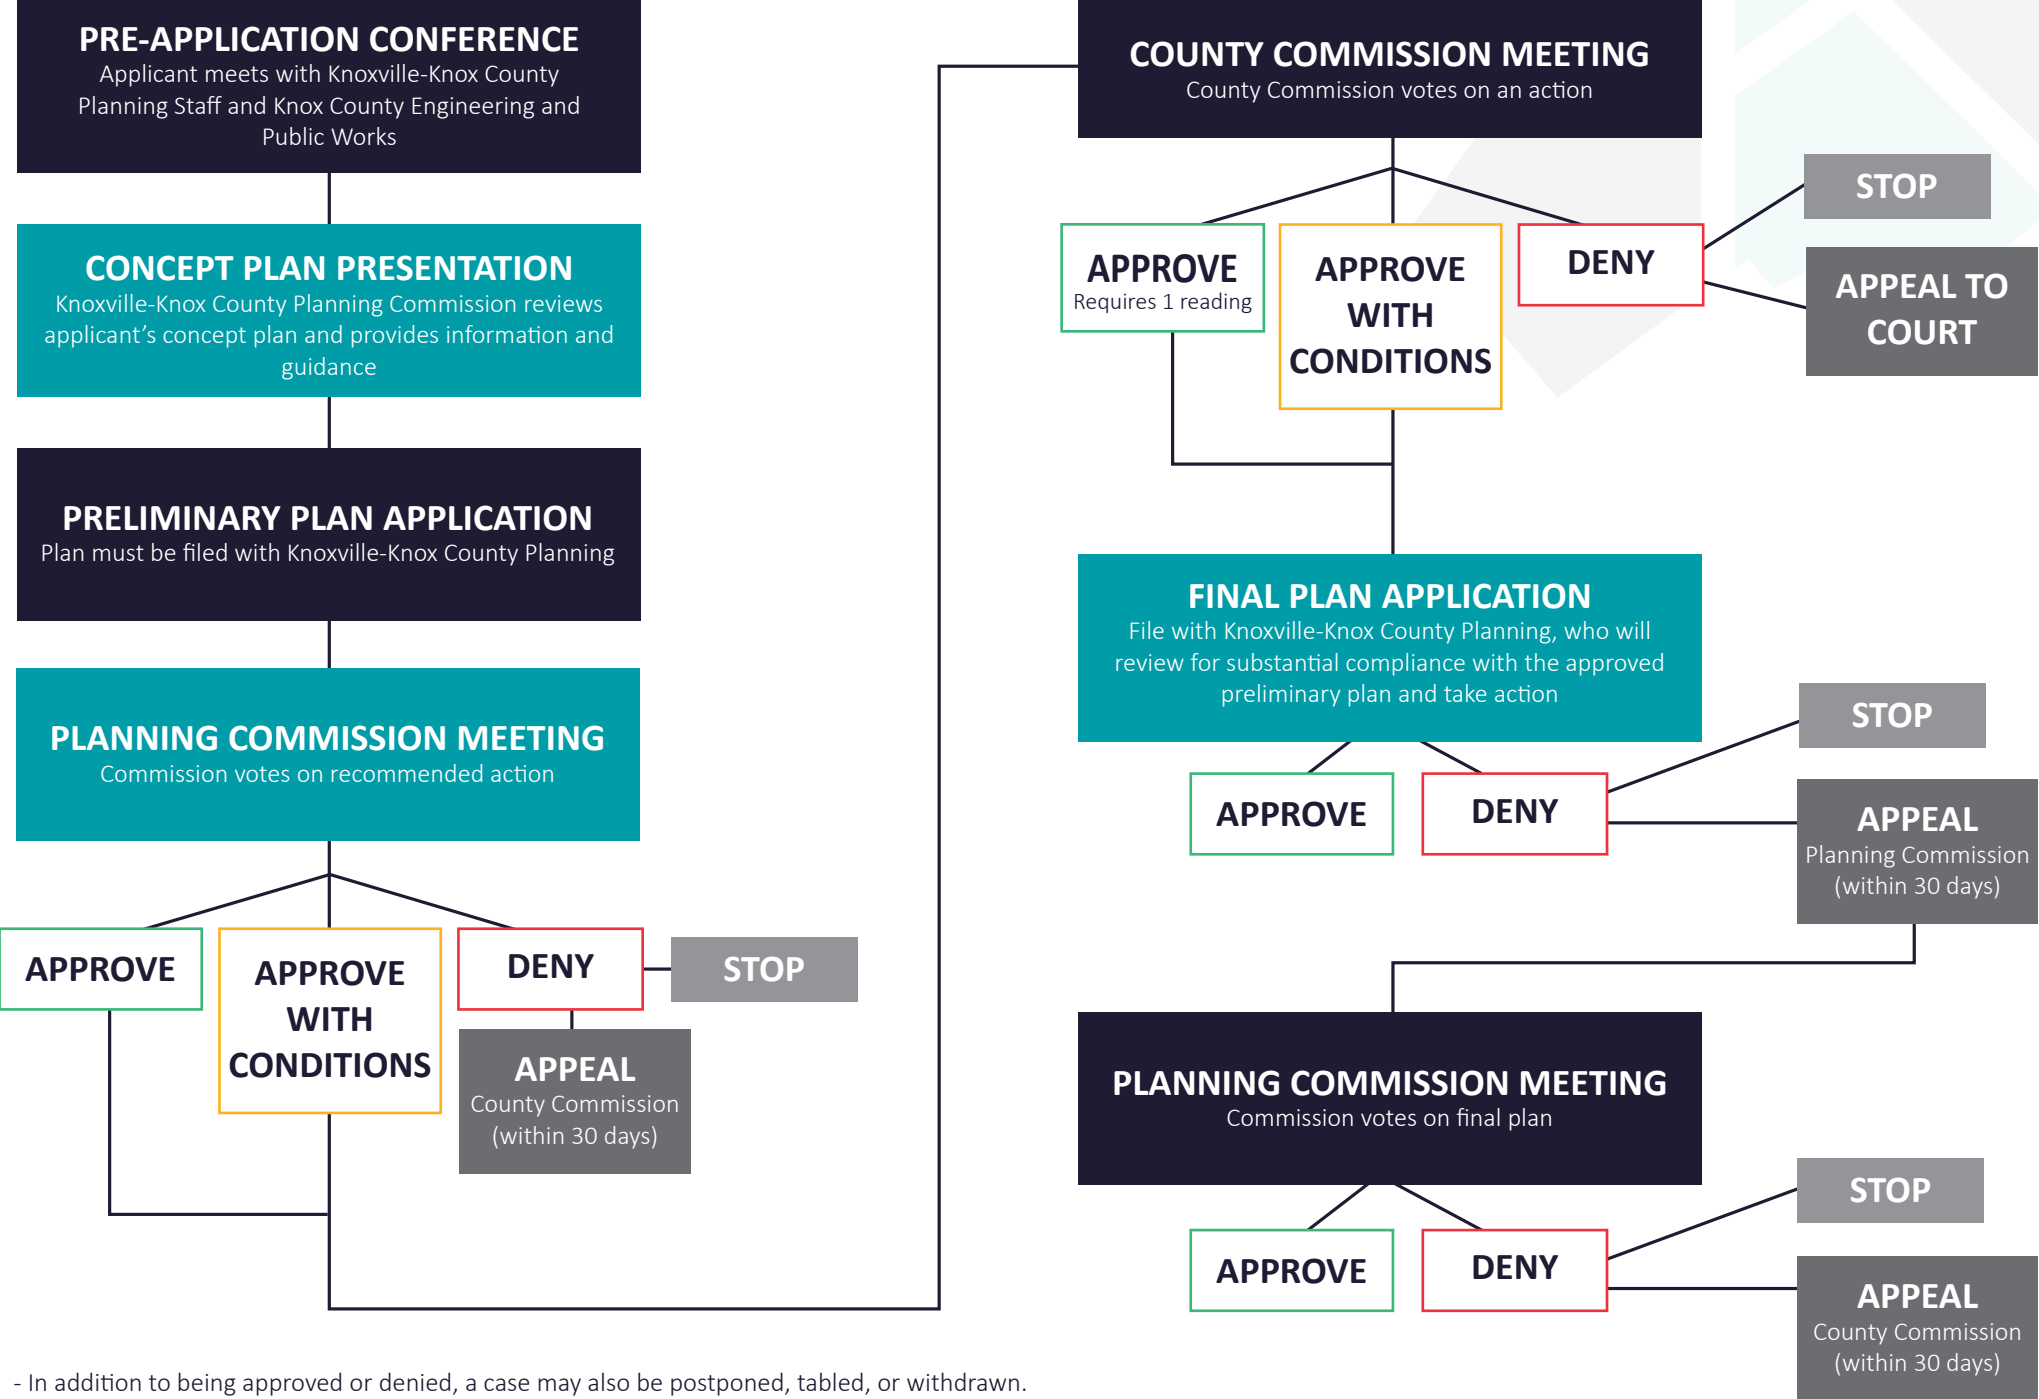 PRE-APPLICATION CONFERENCE
Applicant meets with Knoxville-Knox County
Planning Staff and Knox County Engineering and
Public Works
CONCEPT PLAN PRESENTATION
Knoxville-Knox County Planning Commission reviews
applicant’s concept plan and provides information and
guidance
PRELIMINARY PLAN APPLICATION
Plan must be filed with Knoxville-Knox County Planning
PLANNING COMMISSION MEETING
Commission votes on recommended action
APPROVE
APPROVE
WITH
CONDITIONS
DENY
STOP
APPEAL
County Commission
(within 30 days)
COUNTY COMMISSION MEETING
County Commission votes on an action
APPROVE
Requires 1 reading
APPROVE
WITH
CONDITIONS
DENY
STOP
APPEAL TO
COURT
FINAL PLAN APPLICATION
File with Knoxville-Knox County Planning, who will
review for substantial compliance with the approved
preliminary plan and take action
APPROVE
DENY
STOP
APPEAL
Planning Commission
(within 30 days)
PLANNING COMMISSION MEETING
Commission votes on final plan
APPROVE
DENY
STOP
APPEAL
County Commission
(within 30 days)
- In addition to being approved or denied, a case may also be postponed, tabled, or withdrawn.